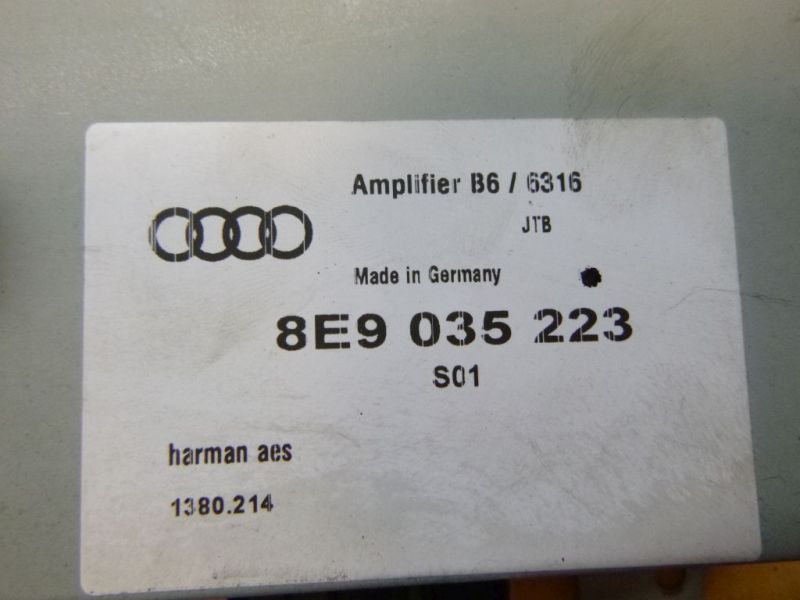 Amplifier B6 / 6316
JTB
Made in Germany
8E9 035 223
S01
harman aes
1380.214